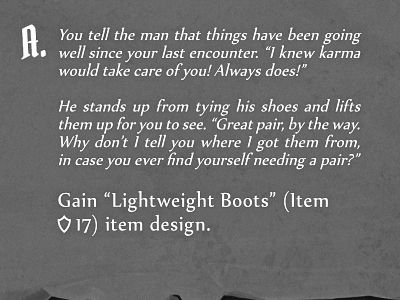 A. You tell the man that things have been going
well since your last encounter. “I knew karma
would take care of you! Always does!”
He stands up from tying his shoes and lifts
them up for you to see. “Great pair, by the way.
Why don’t I tell you where I got them from,
in case you ever find yourself needing a pair?”
Gain “Lightweight Boots” (Item
17) item design.